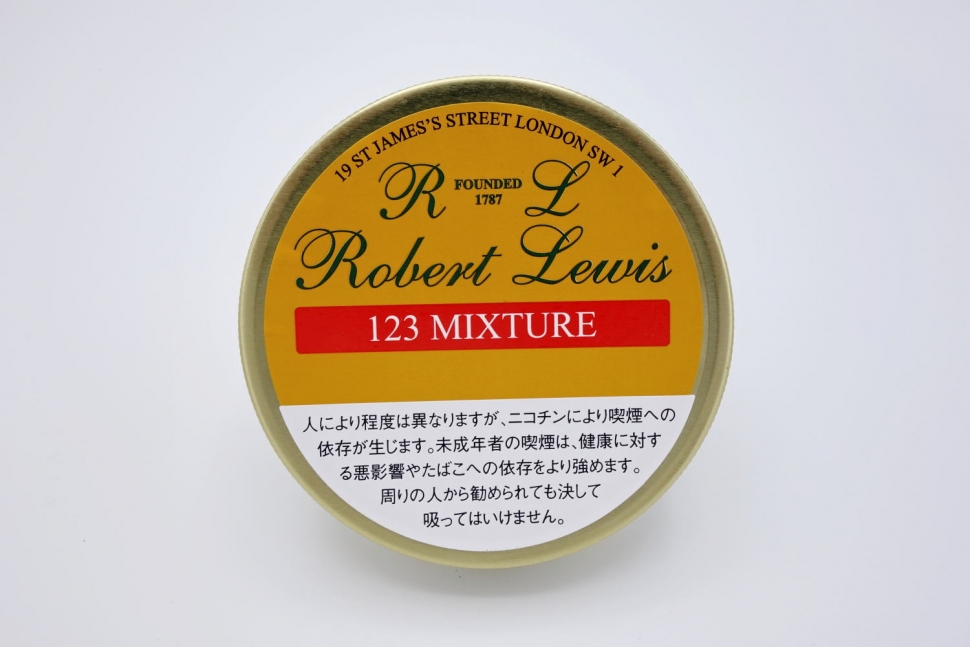 19 ST JAMES'S STREET LONDON SW 1
R FOUNDED L
1787
Robert Lewis
123 MIXTURE
人により程度は異なりますが、ニコチンにより喫煙への
依存が生じます。未成年者の喫煙は、健康に対す
る悪影響やたばこへの依存をより強めます。
周りの人から勧められても決して
吸ってはいけません。